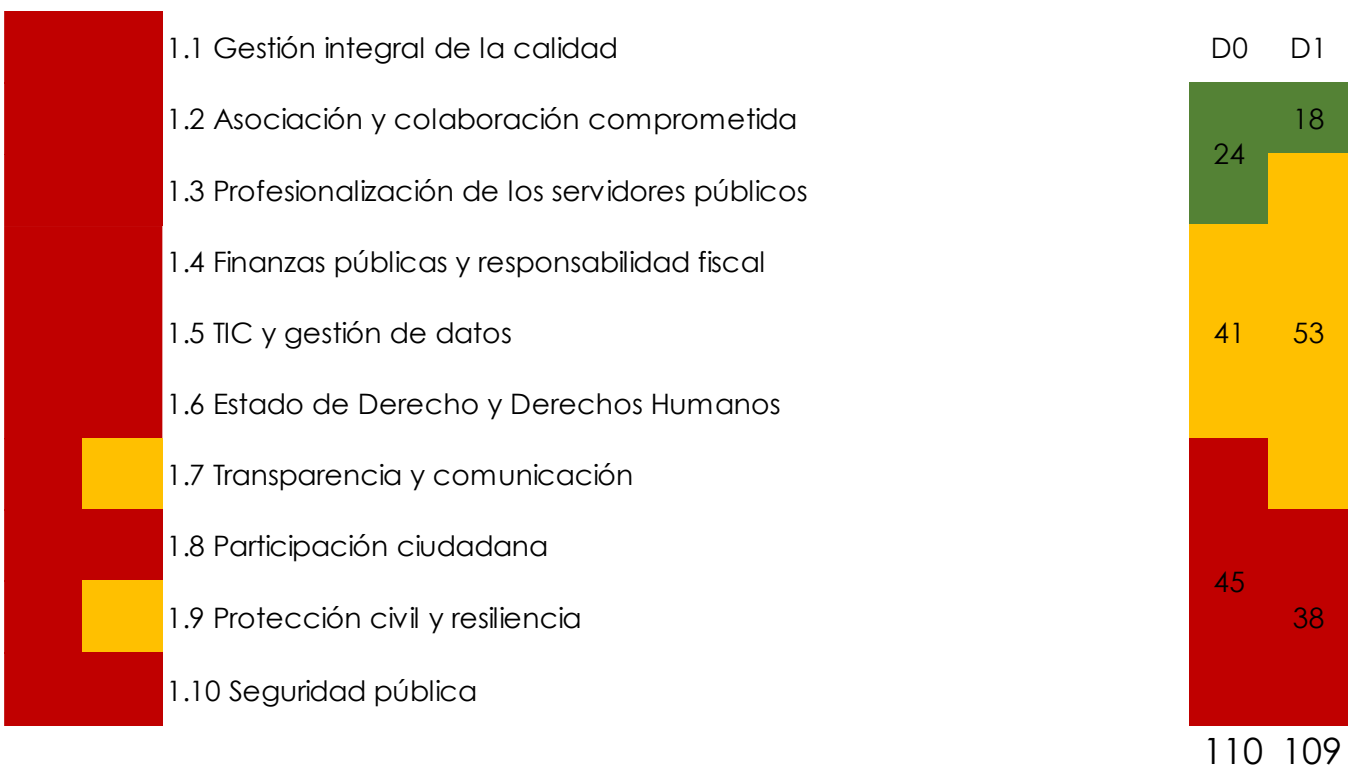 1.1 Gestión integral de la calidad D0 D1
1.2 Asociación y colaboración comprometida 18
24
1.3 Profesionalización de los servidores públicos
1.4 Finanzas públicas y responsabilidad fiscal
1.5 TIC y gestión de datos 41 53
1.6 Estado de Derecho y Derechos Humanos
1.7 Transparencia y comunicación
1.8 Participación ciudadana
45
1.9 Protección civil y resiliencia 38
1.10 Seguridad pública
110 109